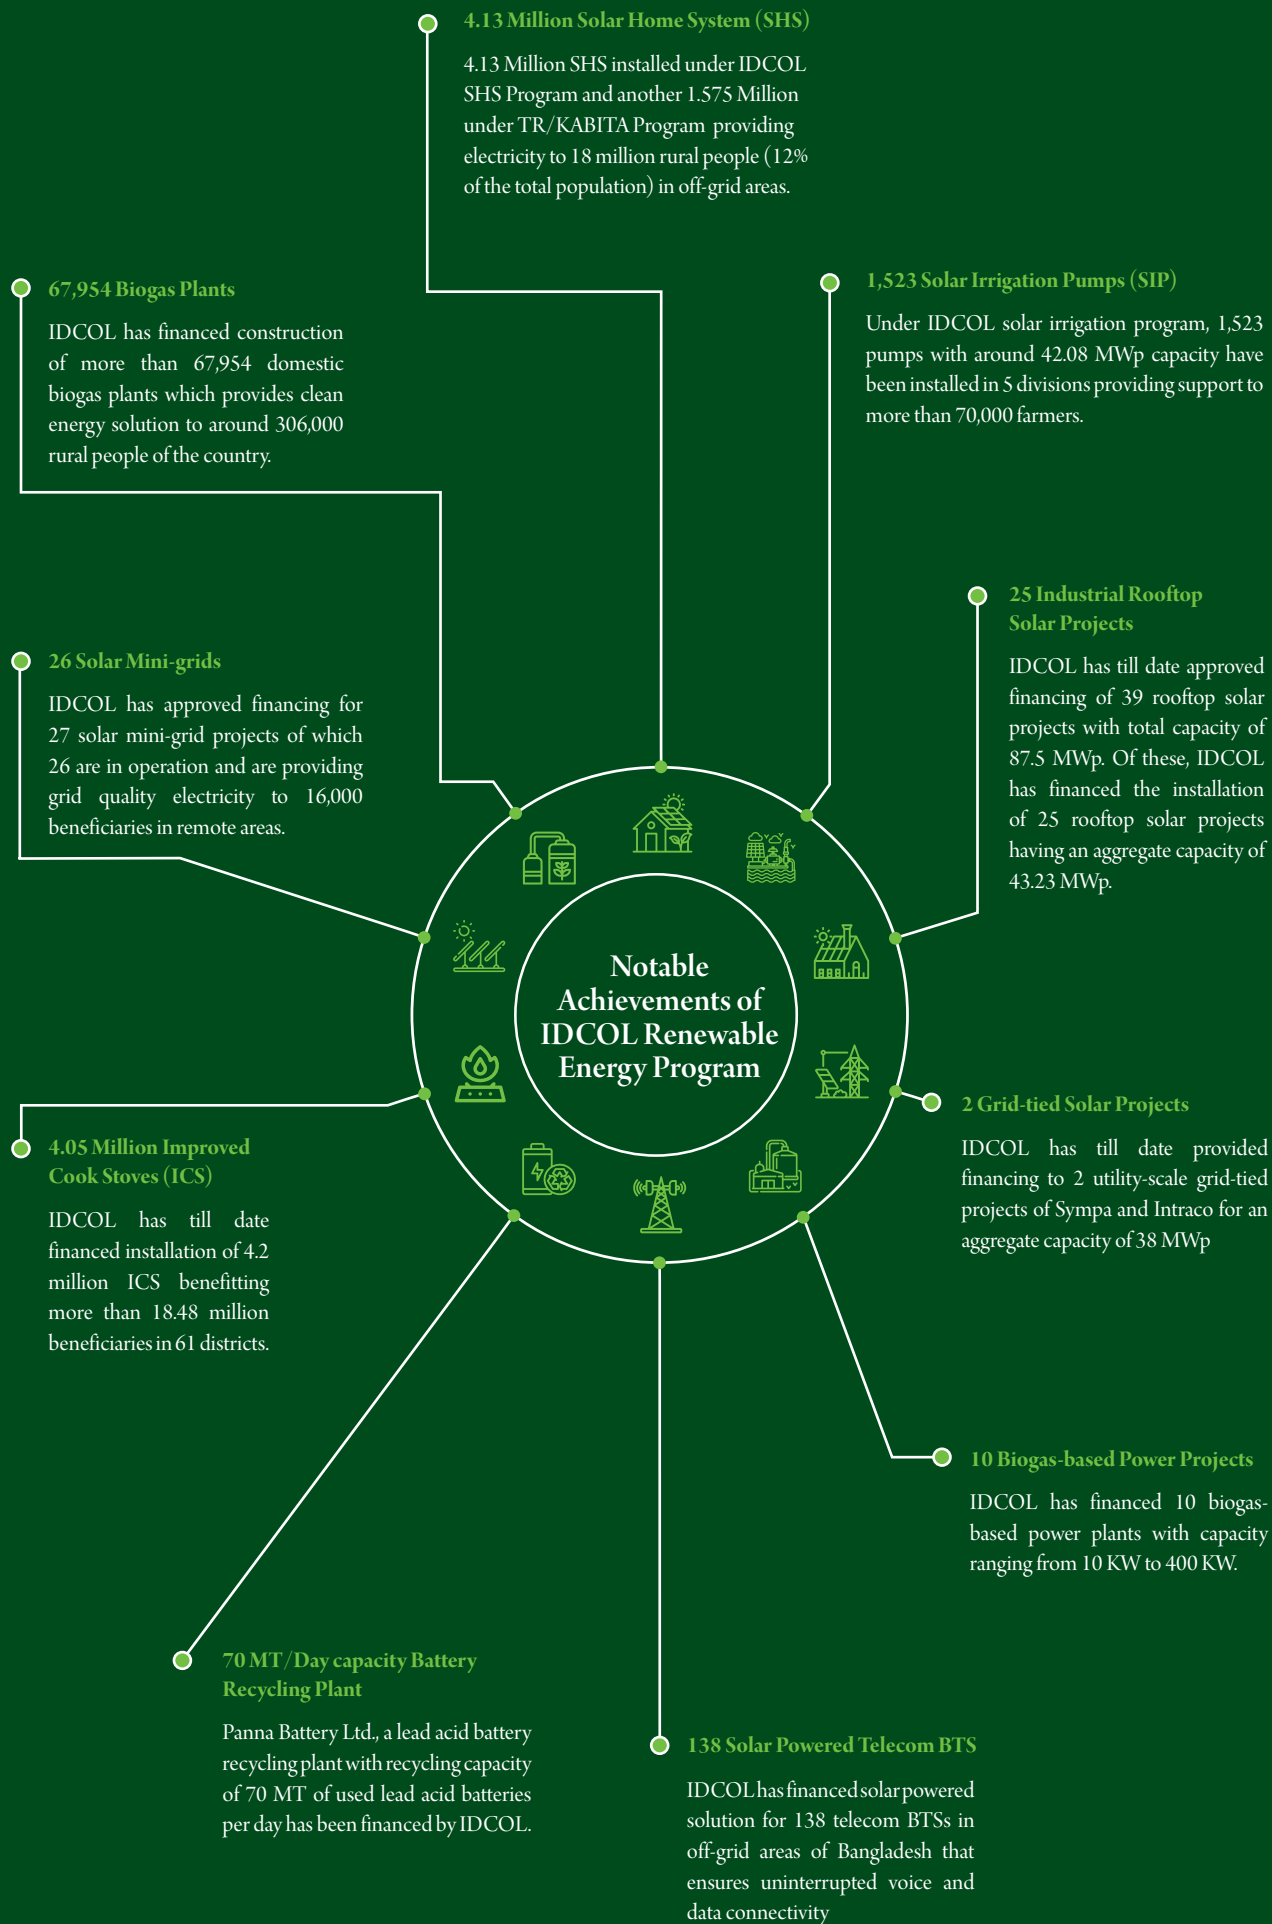 4.13 Million Solar Home System (SHS)
4.13 Million SHS installed under IDCOL
SHS Program and another 1.575 Million
under TR/KABITA Program providing
electricity to 18 million rural people (12%
of the total population) in off-grid areas.
67,954 Biogas Plants
IDCOL has financed construction
of more than 67,954 domestic
biogas plants which provides clean
energy solution to around 306,000
rural people of the country.
1,523 Solar Irrigation Pumps (SIP)
Under IDCOL solar irrigation program, 1,523
pumps with around 42.08 MWp capacity have
been installed in 5 divisions providing support to
more than 70,000 farmers.
25 Industrial Rooftop
Solar Projects
IDCOL has till date approved
financing of 39 rooftop solar
projects with total capacity of
87.5 MWp. Of these, IDCOL
has financed the installation
of 25 rooftop solar projects
having an aggregate capacity of
43.23 MWp.
26 Solar Mini-grids
IDCOL has approved financing for
27 solar mini-grid projects of which
26 are in operation and are providing
grid quality electricity to 16,000
beneficiaries in remote areas.
Notable
Achievements of
IDCOL Renewable
Energy Program
2 Grid-tied Solar Projects
IDCOL has till date provided
financing to 2 utility-scale grid-tied
projects of Sympa and Intraco for an
aggregate capacity of 38 MWp
4.05 Million Improved
Cook Stoves (ICS)
IDCOL has till date
financed installation of 4.2
million ICS benefitting
more than 18.48 million
beneficiaries in 61 districts.
10 Biogas-based Power Projects
IDCOL has financed 10 biogas-
based power plants with capacity
ranging from 10 KW to 400 KW.
70 MT/Day capacity Battery
Recycling Plant
Panna Battery Ltd., a lead acid battery
recycling plant with recycling capacity
of 70 MT of used lead acid batteries
per day has been financed by IDCOL.
138 Solar Powered Telecom BTS
IDCOL has financed solar powered
solution for 138 telecom BTSs in
off-grid areas of Bangladesh that
ensures uninterrupted voice and
data connectivity